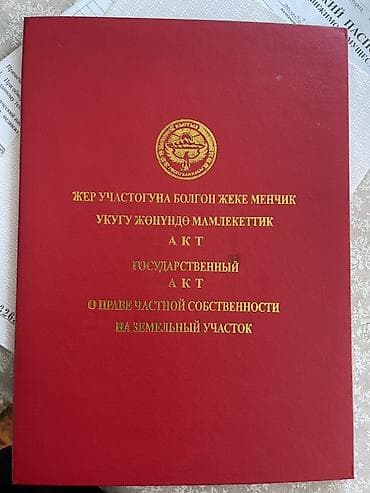 ЖЕР УЧАСТОГУНА БОЛГОН ЖЕКЕ МЕНЧИК
УКУГУ ЖӨНҮНДӨ МАМЛЕКЕТТИК
АКТ
ГОСУДАРСТВЕННЫЙ
АКТ
О ПРАВЕ ЧАСТНОЙ СОБСТВЕННОСТИ
НА ЗЕМЕЛЬНЫЙ УЧАСТОК